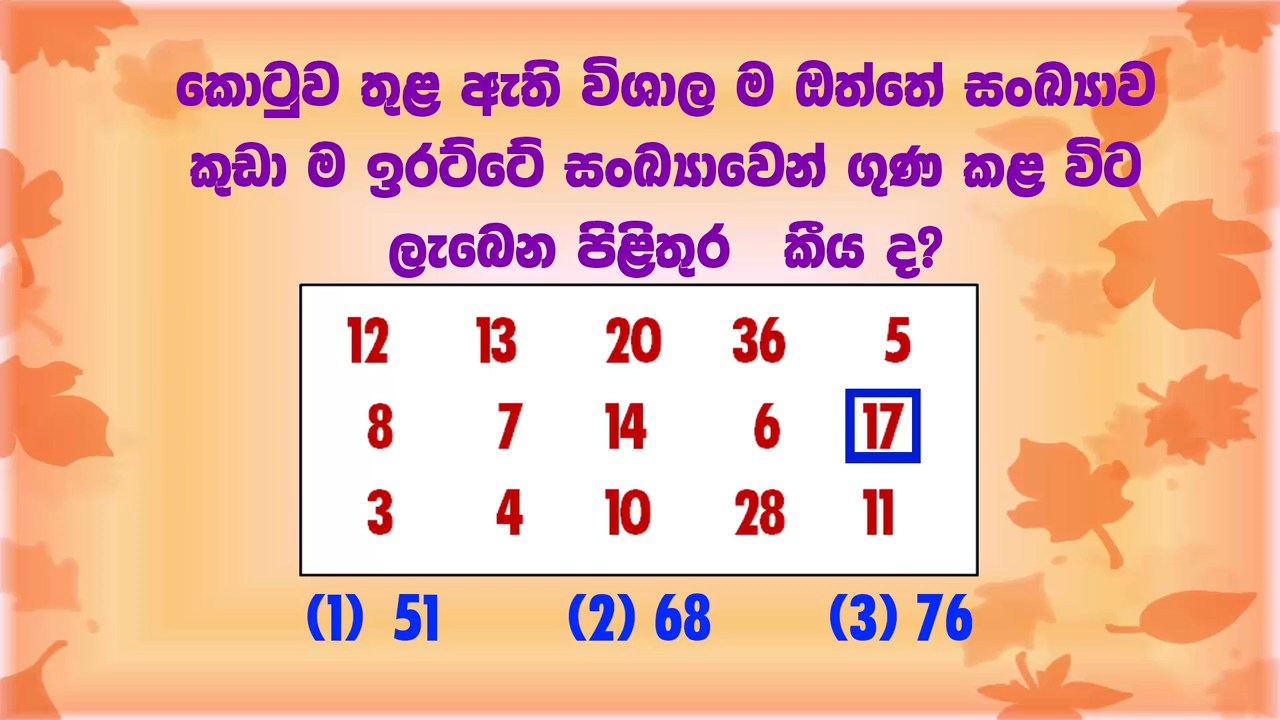 කොටුව තුළ ඇති විශාල ම ඔත්තේ සංඛ්‍යාව
කුඩා ම ඉරට්ටේ සංඛ්‍යාවෙන් ගුණ කළ විට
ලැබෙන පිළිතුර කීය ද?
12 13 20 36 5
8 7 14 6 17
3 4 10 28 11
(1) 51 (2) 68 (3) 76